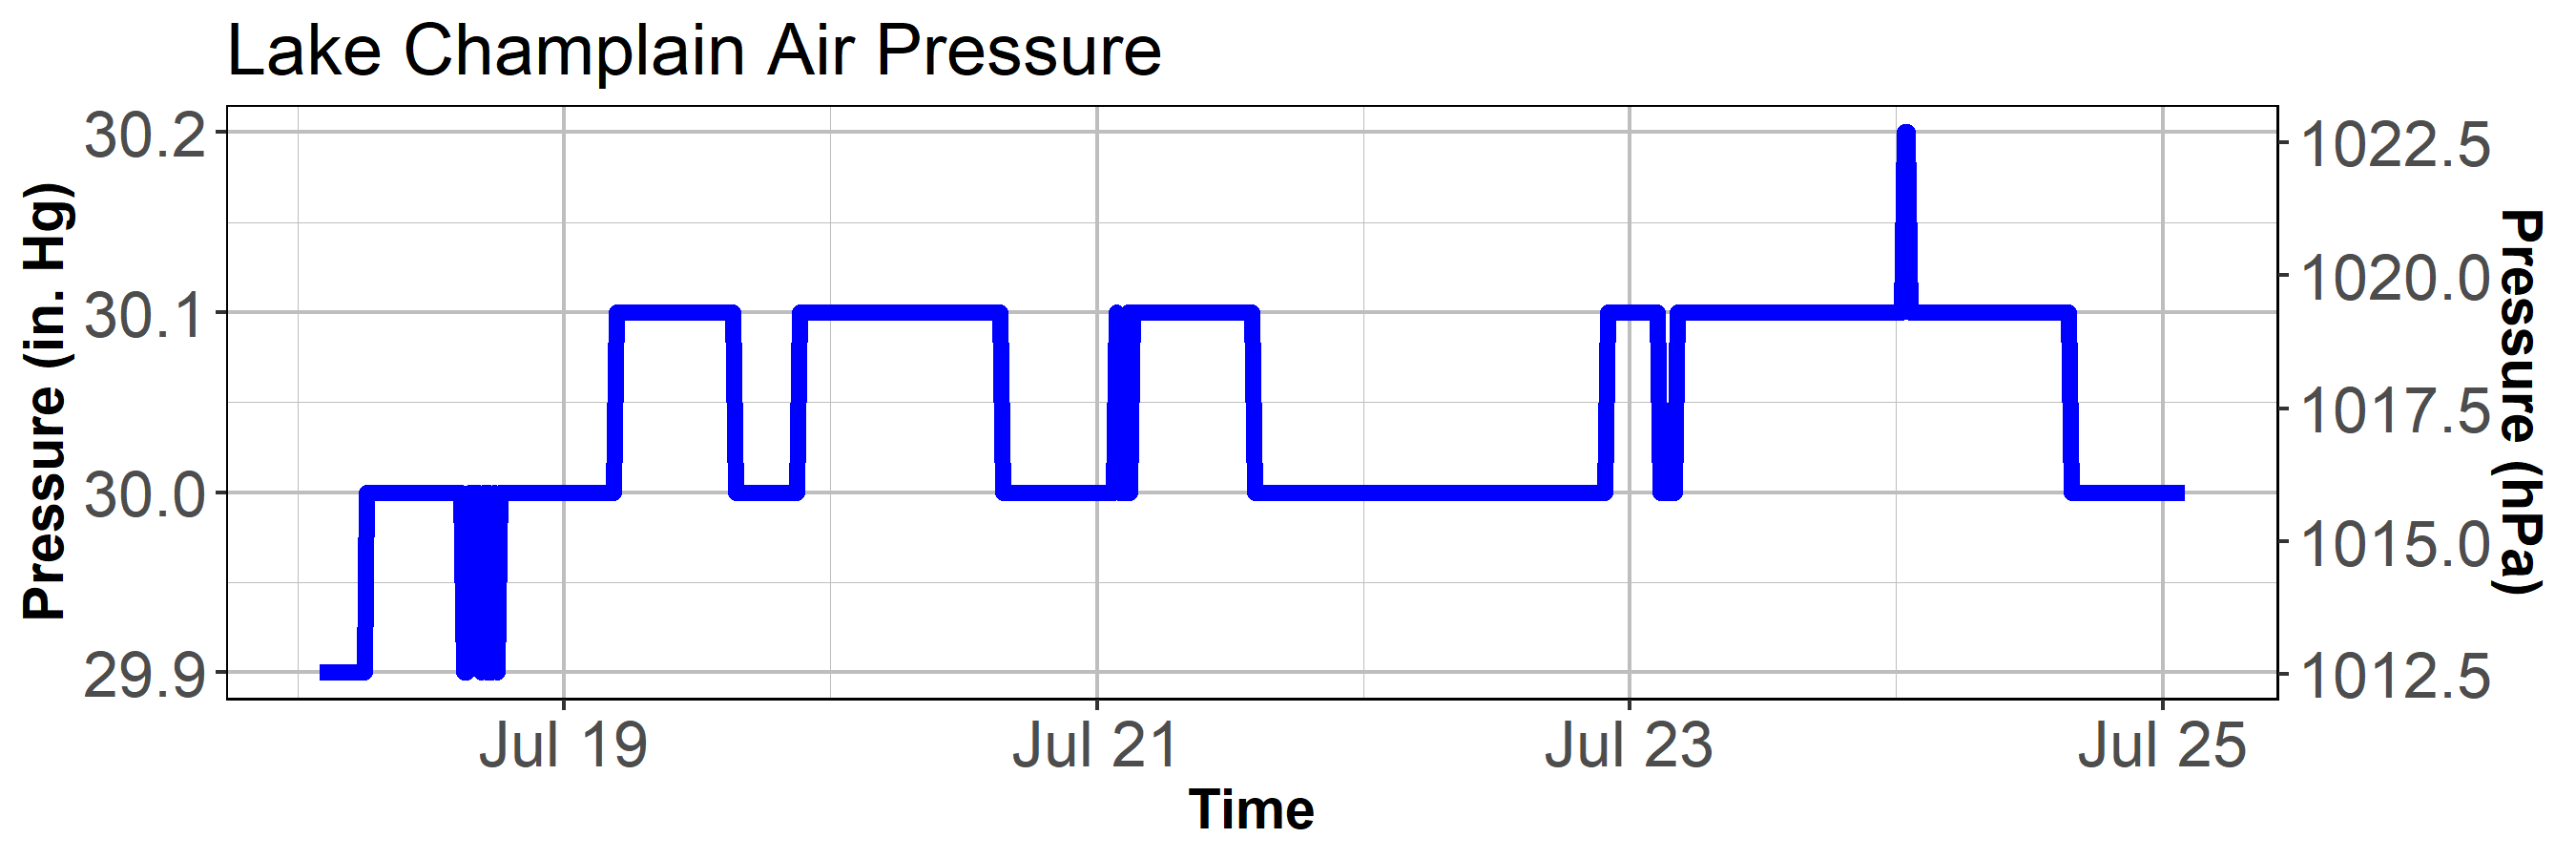 Lake Champlain Air Pressure
Pressure (in. Hg)
30.2
30.1
30.0
29.9
1022.5
1020.0
1017.5
1015.0
1012.5
Pressure (hPa)
Jul 19 Jul 21 Jul 23 Jul 25
Time